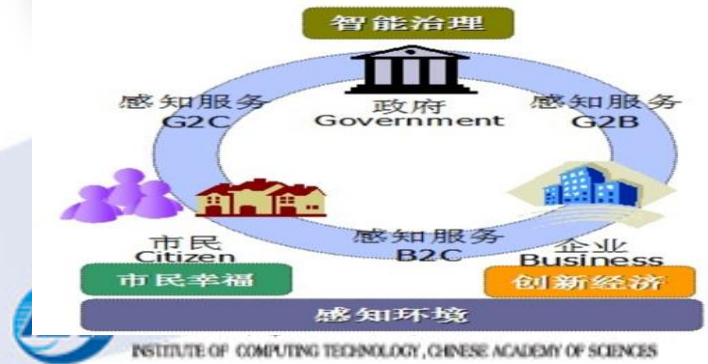 智能治理
感知服务
G2C
政府
Government
感知服务
G2B
市民
Citizen
感知服务
B2C
企业
Business
市民幸福
创新经济
感知环境
INSTITUTE OF COMPUTING TECHNOLOGY, CHINESE ACADEMY OF SCIENCES